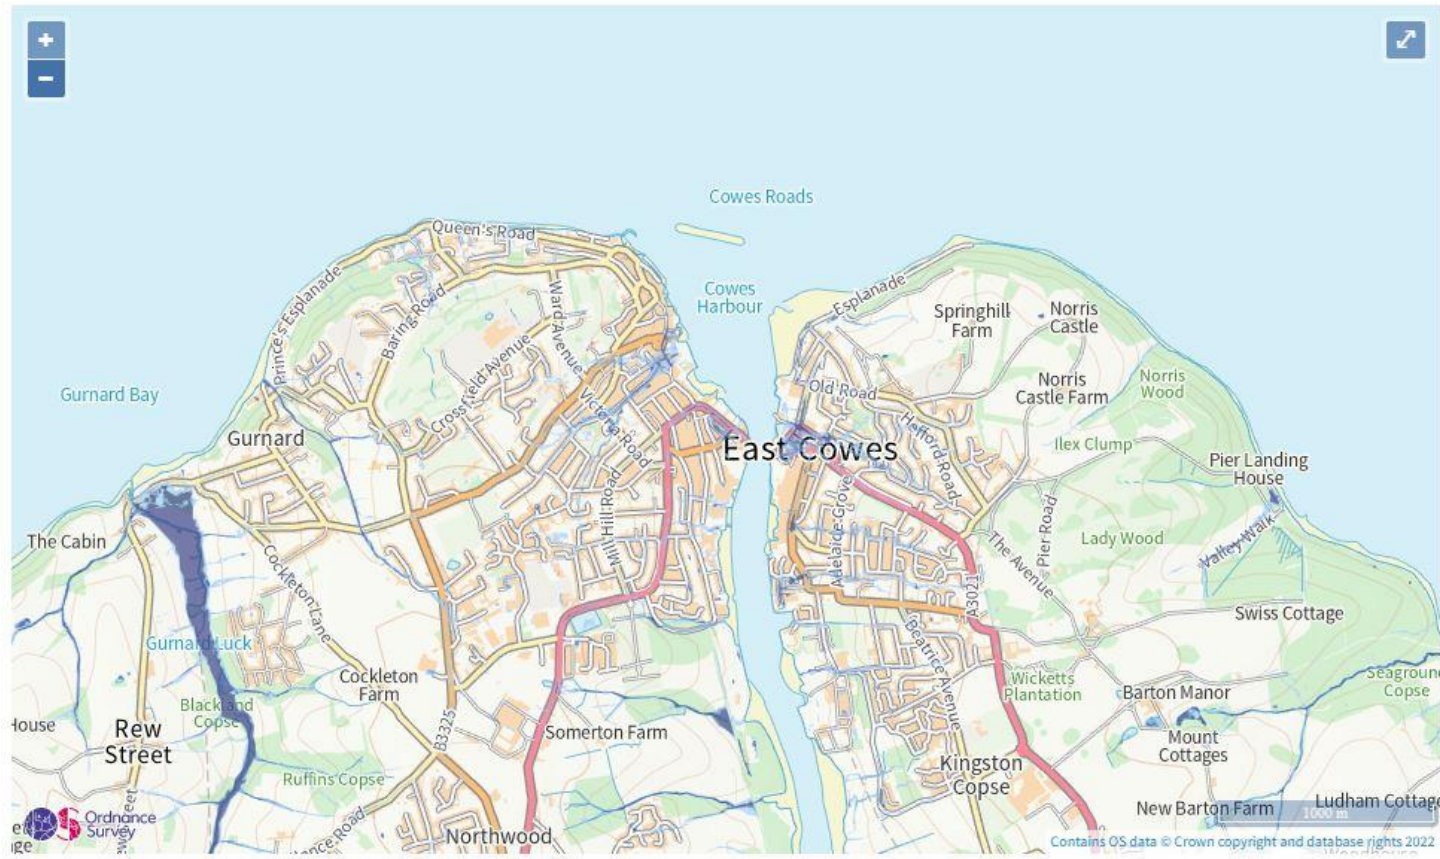 +
−
Cowes Roads
Queen's Road
Cowes
Harbour
Prince's Esplanade
Baring Road
Ward Avenue
Esplanade
Springhill
Farm
Norris
Castle
Crossfield Avenue
Gurnard Bay
Victoria Road
Old Road
Norris
Castle Farm
Norris
Wood
Gurnard
East Cowes
Hefford Road
Ilex Clump
Pier Landing
House
Mill Hill Road
Adelaide Grove
The Cabin
Cockleton Lane
The Avenue
Pier Road
Lady Wood
Valley Walk
A3021
Swiss Cottage
Gurnard Luck
Beatrice Avenue
Cockleton
Farm
Wicketts
Plantation
Barton Manor
Seaground
Copse
Blackland
Copse
House
Rew
Street
B3325
Somerton Farm
Mount
Cottages
Ruffins Copse
Kingston
Copse
Ordnance
Survey
Northwood
New Barton Farm
Ludham Cottage
1000 m
Contains OS data © Crown copyright and database rights 2022